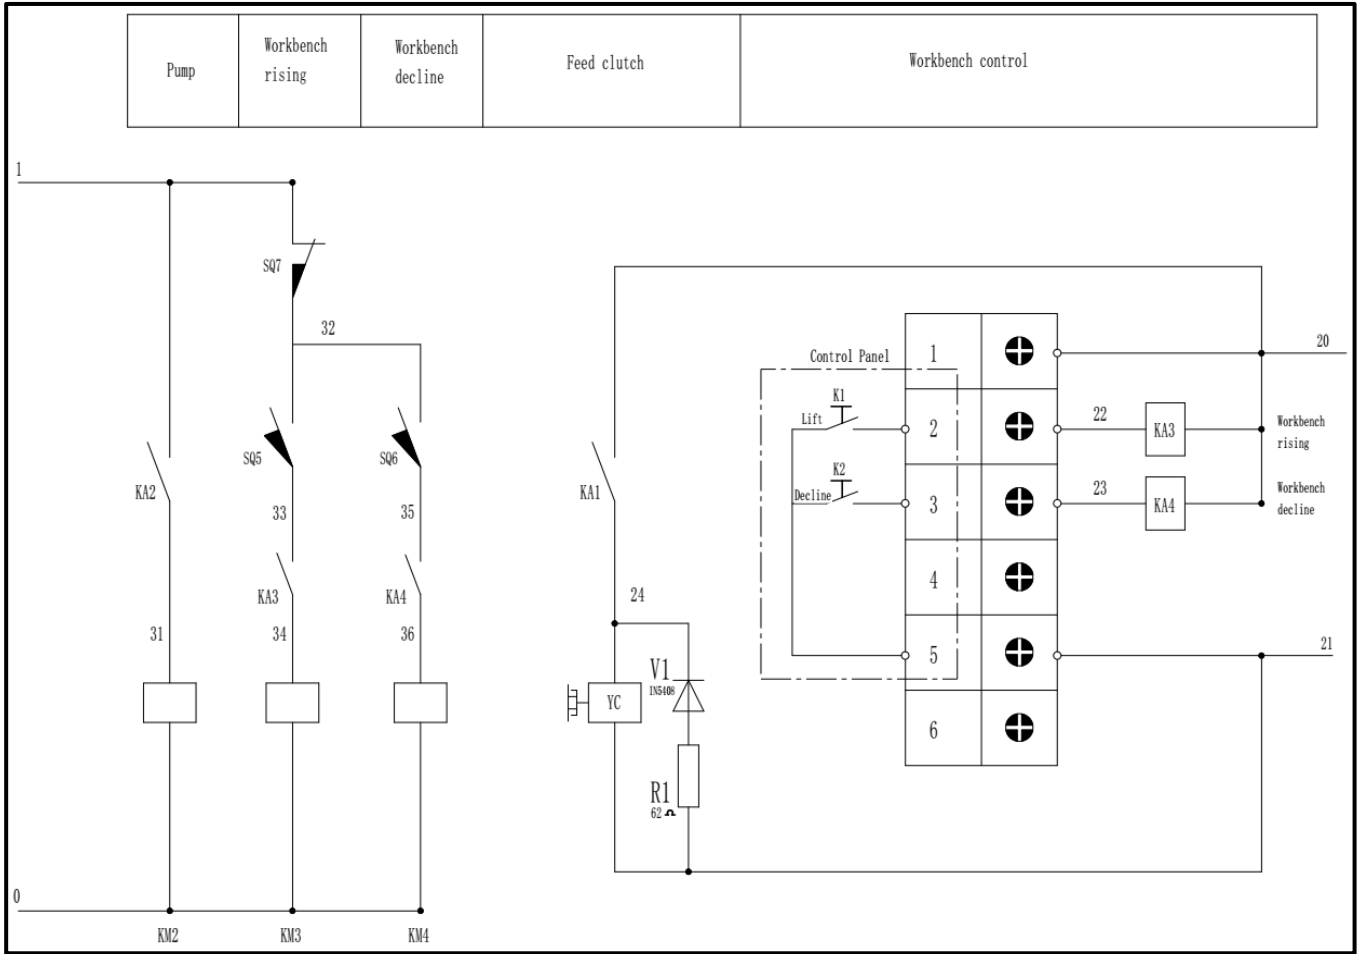 Pump
Workbench
rising
Workbench
decline
Feed clutch
Workbench control
1
SQ7
32
20
Control Panel
1
K1
Lift
2
22
KA3
Workbench
rising
SQ5
SQ6
K2
Decline
3
23
KA4
Workbench
decline
KA2
KA1
33
35
4
KA3
KA4
24
31
34
36
5
21
V1
IN5408
YC
6
R1
62 Ω
0
KM2
KM3
KM4